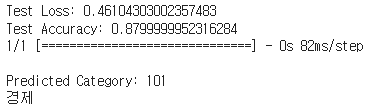 Test Loss: 0.46104303002357483
Test Accuracy: 0.8799999952316284
1/1 [==============================] - 0s 82ms/step
Predicted Category: 101
경제